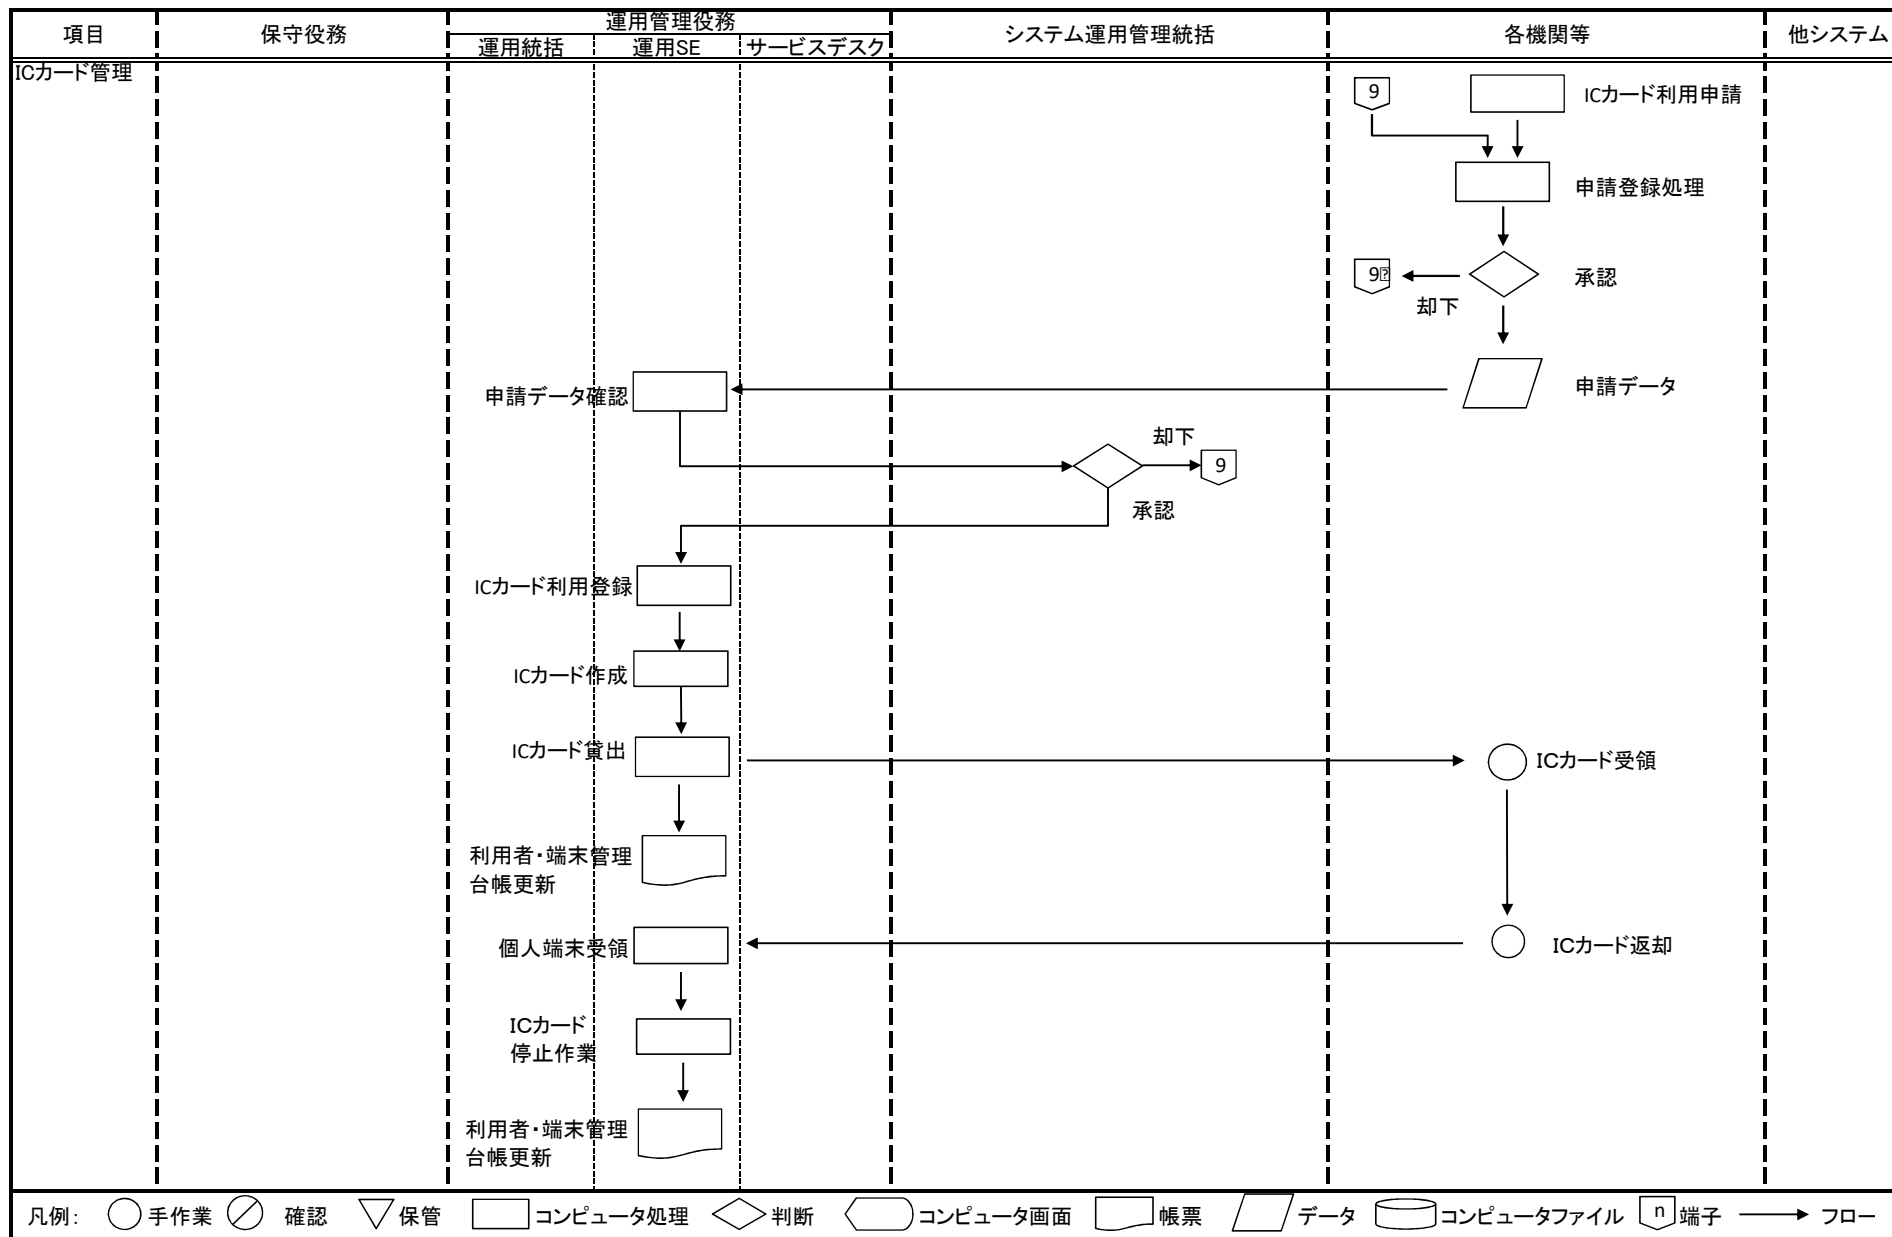 項目
保守役務
運用管理役務
運用統括
運用SE
サービスデスク
システム運用管理統括
各機関等
他システム
ICカード管理
9
ICカード利用申請
申請登録処理
9
却下
承認
申請データ
申請データ確認
却下
9
承認
ICカード利用登録
ICカード作成
ICカード貸出
ICカード受領
利用者・端末管理
台帳更新
個人端末受領
ICカード返却
ICカード
停止作業
利用者・端末管理
台帳更新
凡例： 手作業 確認 保管 コンピュータ処理 判断 コンピュータ画面 帳票 データ コンピュータファイル n 端子 フロー